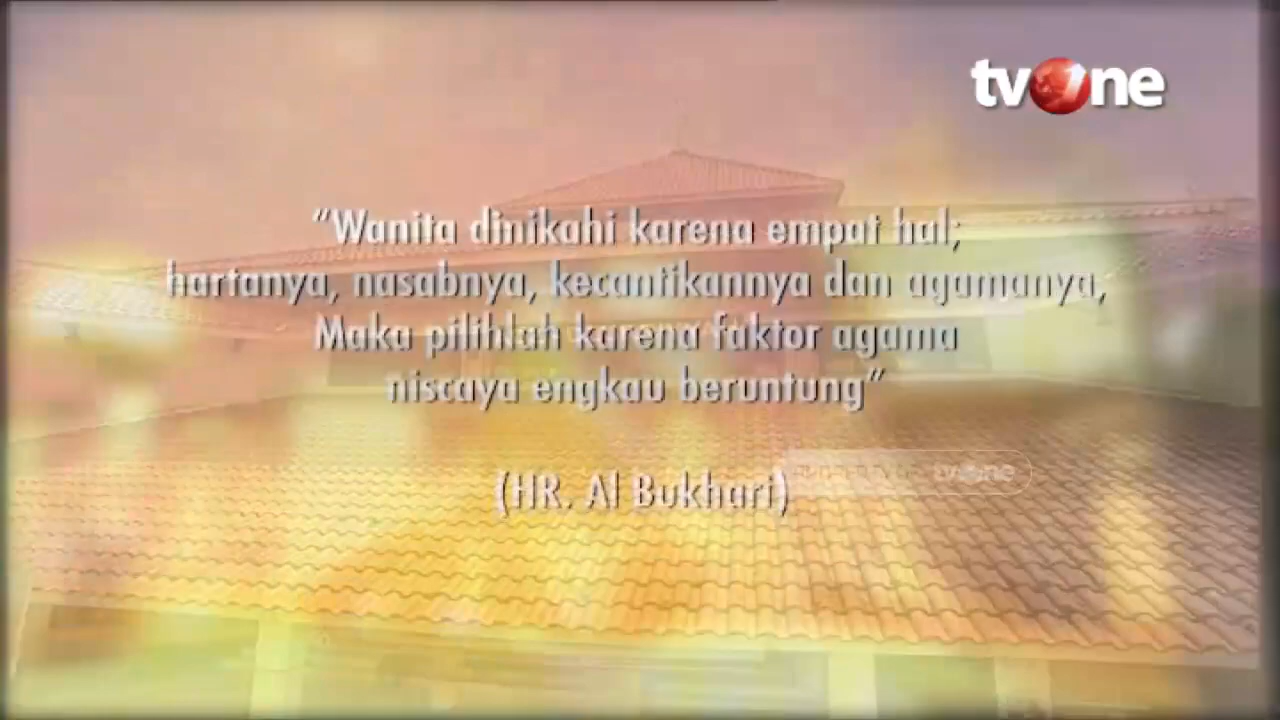 tvOne
“Wanita dinikahi karena empat hal;
hartanya, nasabnya, kecantikannya dan agamanya,
Maka pilihlah karena faktor agama
niscaya engkau beruntung”
tvOne
(HR. Al Bukhari)